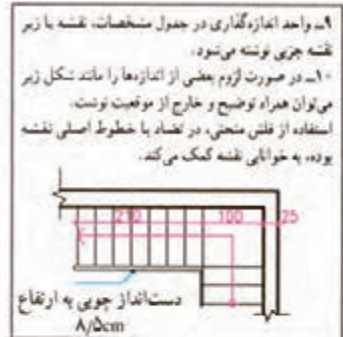 ۹ـ واحد اندازه‌گذاری در جدول مشخصات، نقشه یا زیر
نقشه جزیی نوشته می‌شود.
۱۰ـ در صورت لزوم بعضی از اندازه‌ها را مانند شکل زیر
می‌توان همراه توضیح و خارج از موقعیت نوشت.
استفاده از فلش منحنی، در تضاد با خطوط اصلی نقشه
بوده، به خوانایی نقشه کمک می‌کند.
210 100 25
دست‌انداز چوبی به ارتفاع
۸/۵cm